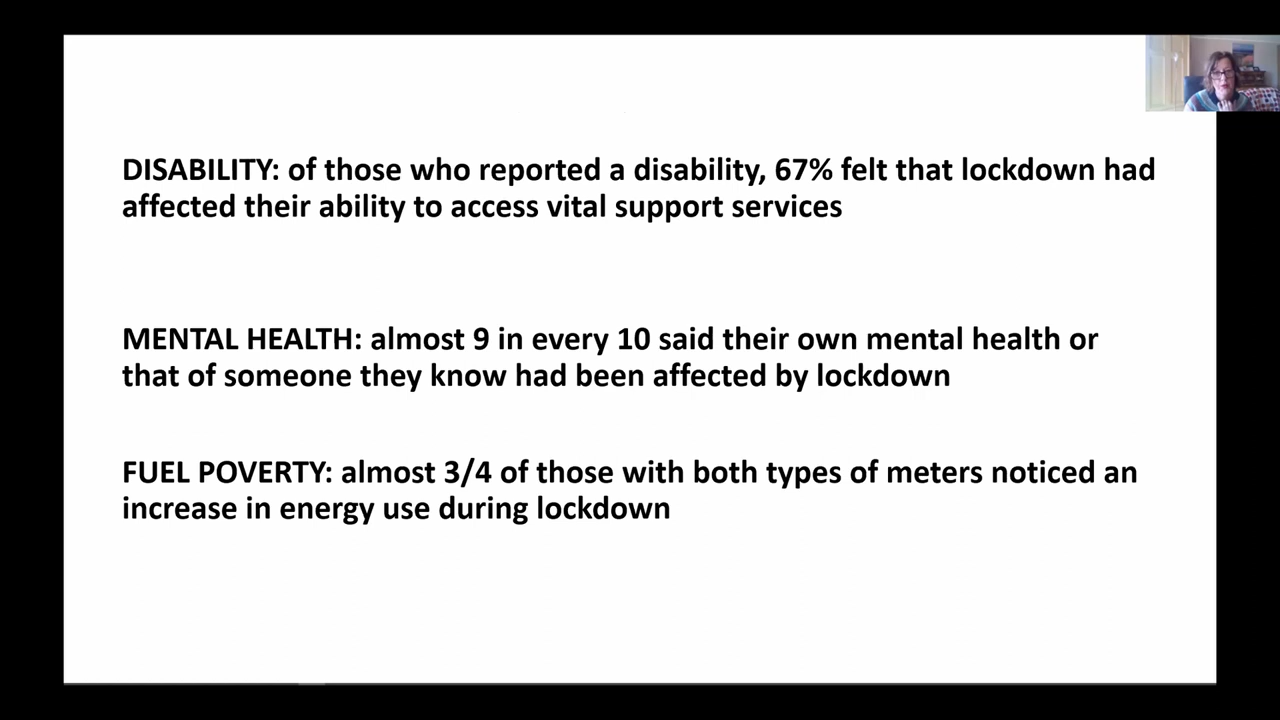 DISABILITY: of those who reported a disability, 67% felt that lockdown had
affected their ability to access vital support services
MENTAL HEALTH: almost 9 in every 10 said their own mental health or
that of someone they know had been affected by lockdown
FUEL POVERTY: almost 3/4 of those with both types of meters noticed an
increase in energy use during lockdown